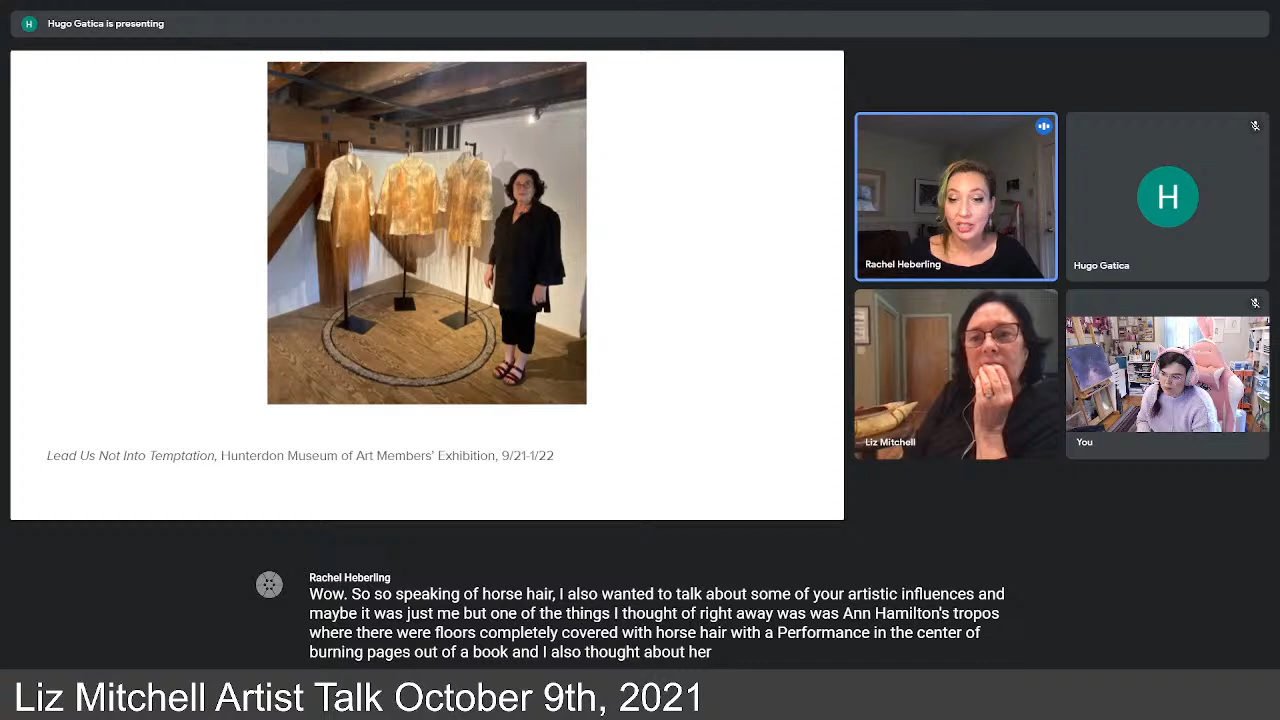 H Hugo Gatica is presenting
Lead Us Not Into Temptation, Hunterdon Museum of Art Members' Exhibition, 9/21-1/22
Rachel Heberling
H
Hugo Gatica
Liz Mitchell
You
Rachel Heberling
Wow. So so speaking of horse hair, I also wanted to talk about some of your artistic influences and
maybe it was just me but one of the things I thought of right away was was Ann Hamilton's tropos
where there were floors completely covered with horse hair with a Performance in the center of
burning pages out of a book and I also thought about her
Liz Mitchell Artist Talk October 9th, 2021